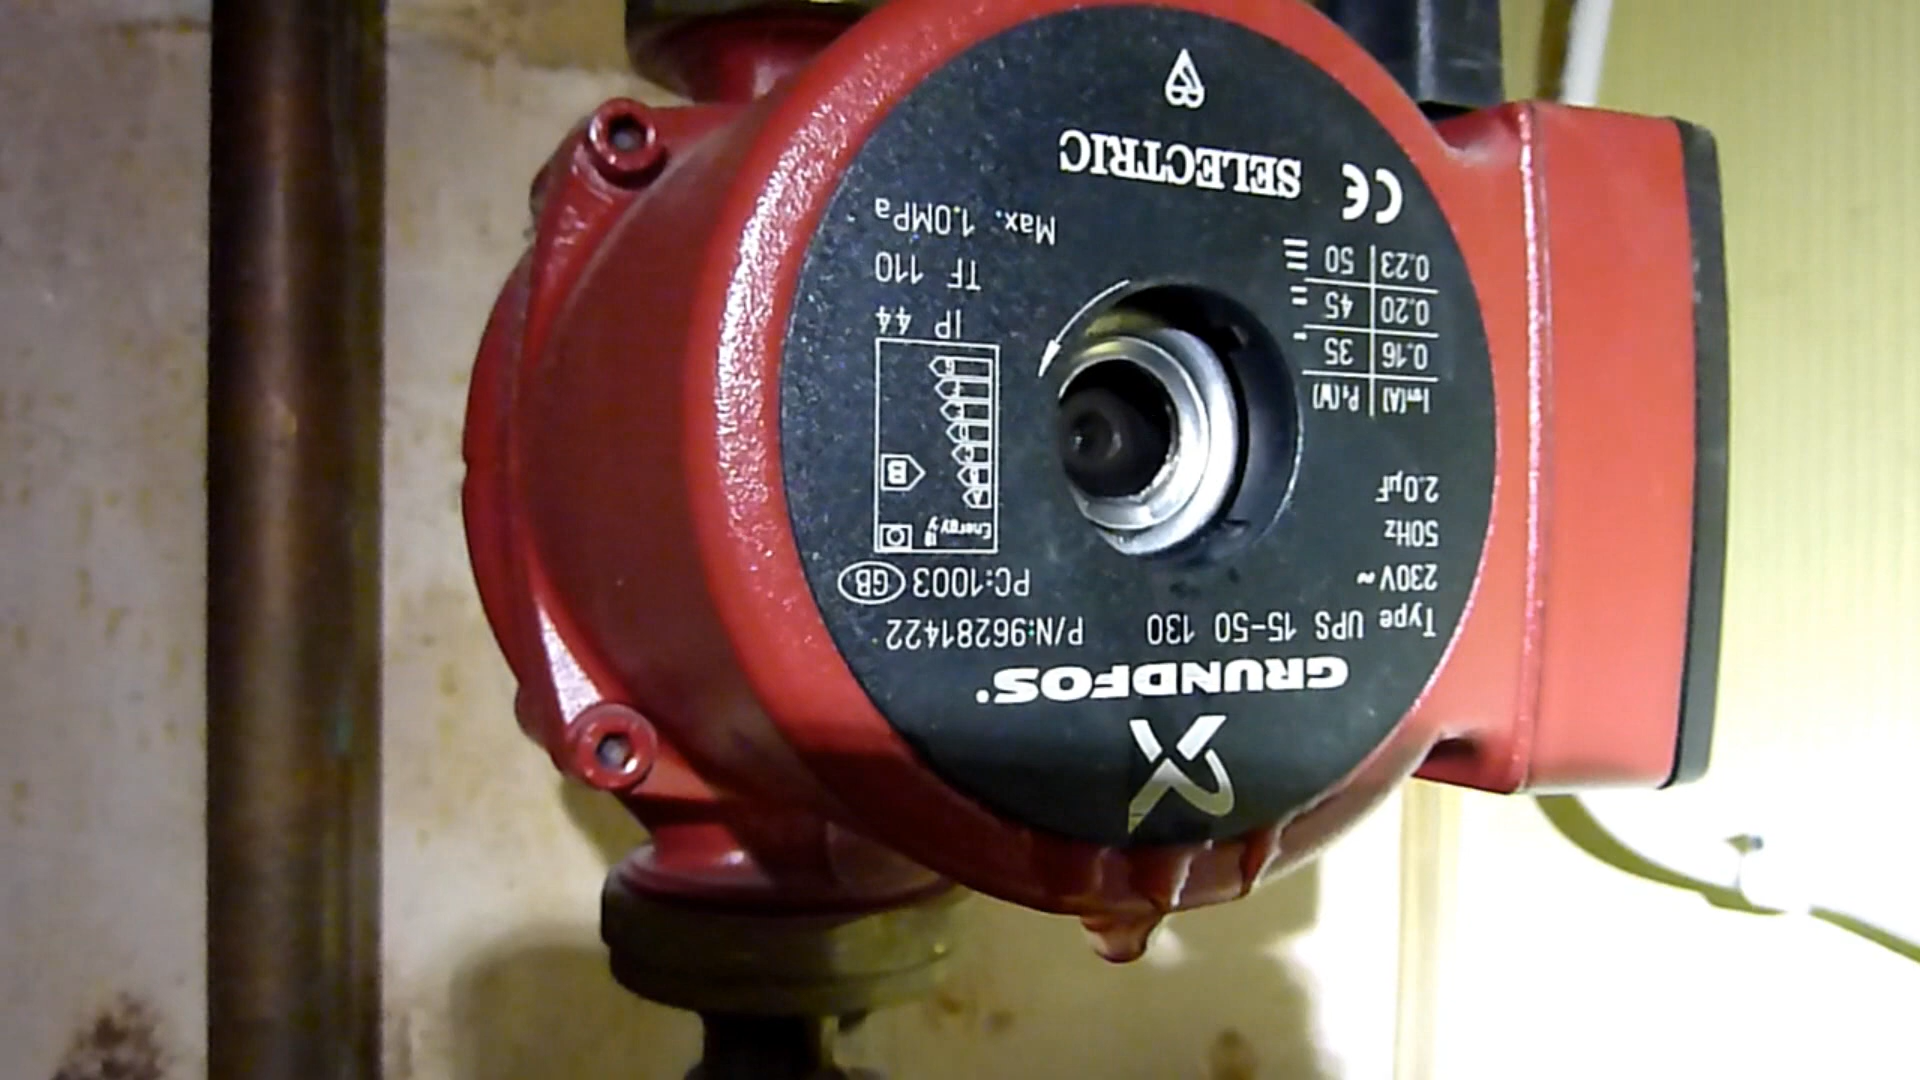 GRUNDFOS
Type UPS 15-50 130 P/N:96281422
230V~ PC:1003 GB
50Hz
2.0µF
Energy
A
B
C
D
E
F
G
B
I₁/₁(A) P₁(W)
0.16 35
0.20 45
0.23 50
IP 44
TF 110
Max. 1.0MPa
CE SELECTRIC